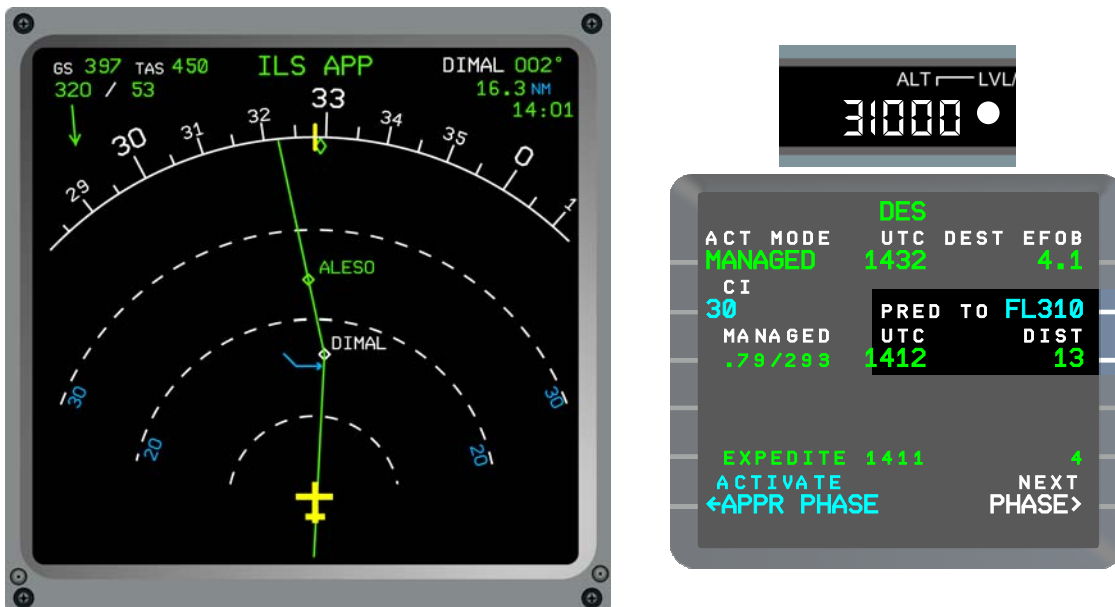 GS 397 TAS 450 ILS APP DIMAL 002°
320 / 53 16.3 NM
14:01
29 30 31 32 33 34 35 0 1
ALESO
DIMAL
30 30
20 20
ALT LVL/
31000
DES
ACT MODE UTC DEST EFOB
MANAGED 1432 4.1
CI
30 PRED TO FL310
MANAGED UTC DIST
.79/293 1412 13
EXPEDITE 1411 4
ACTIVATE NEXT
←APPR PHASE PHASE>